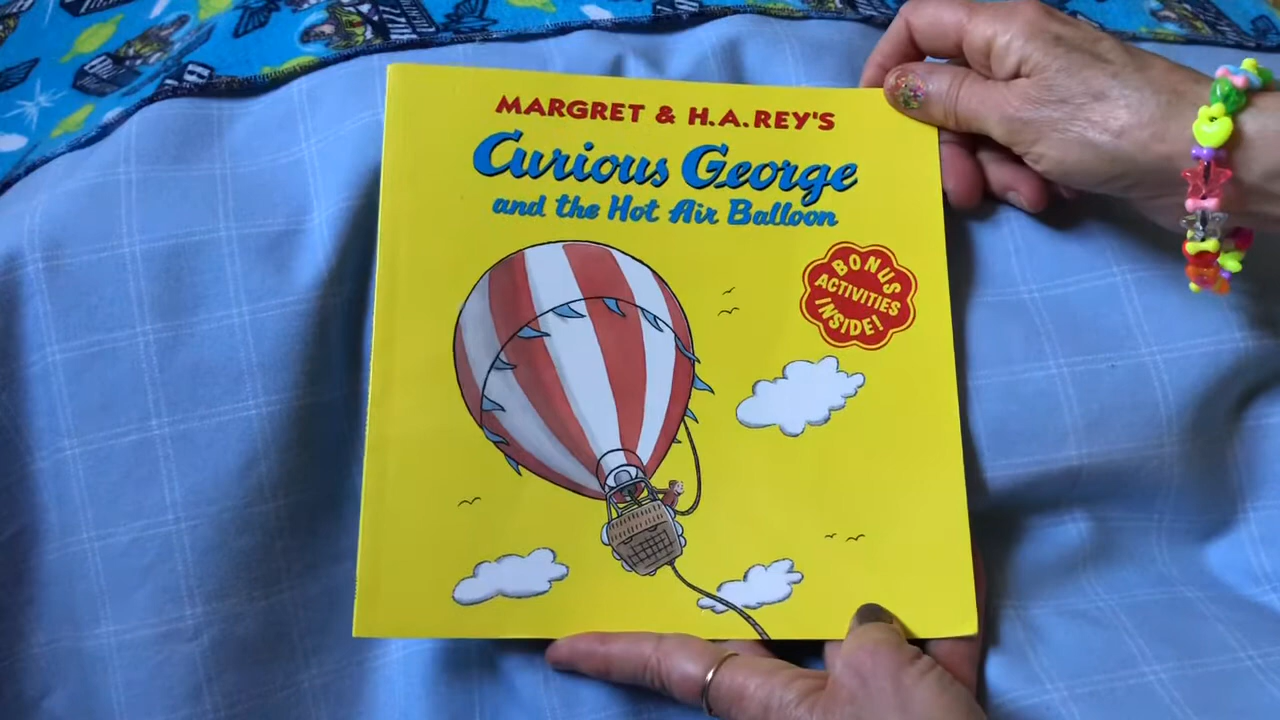 MARGRET & H.A.REY'S
Curious George
and the Hot Air Balloon
BONUS
ACTIVITIES
INSIDE!